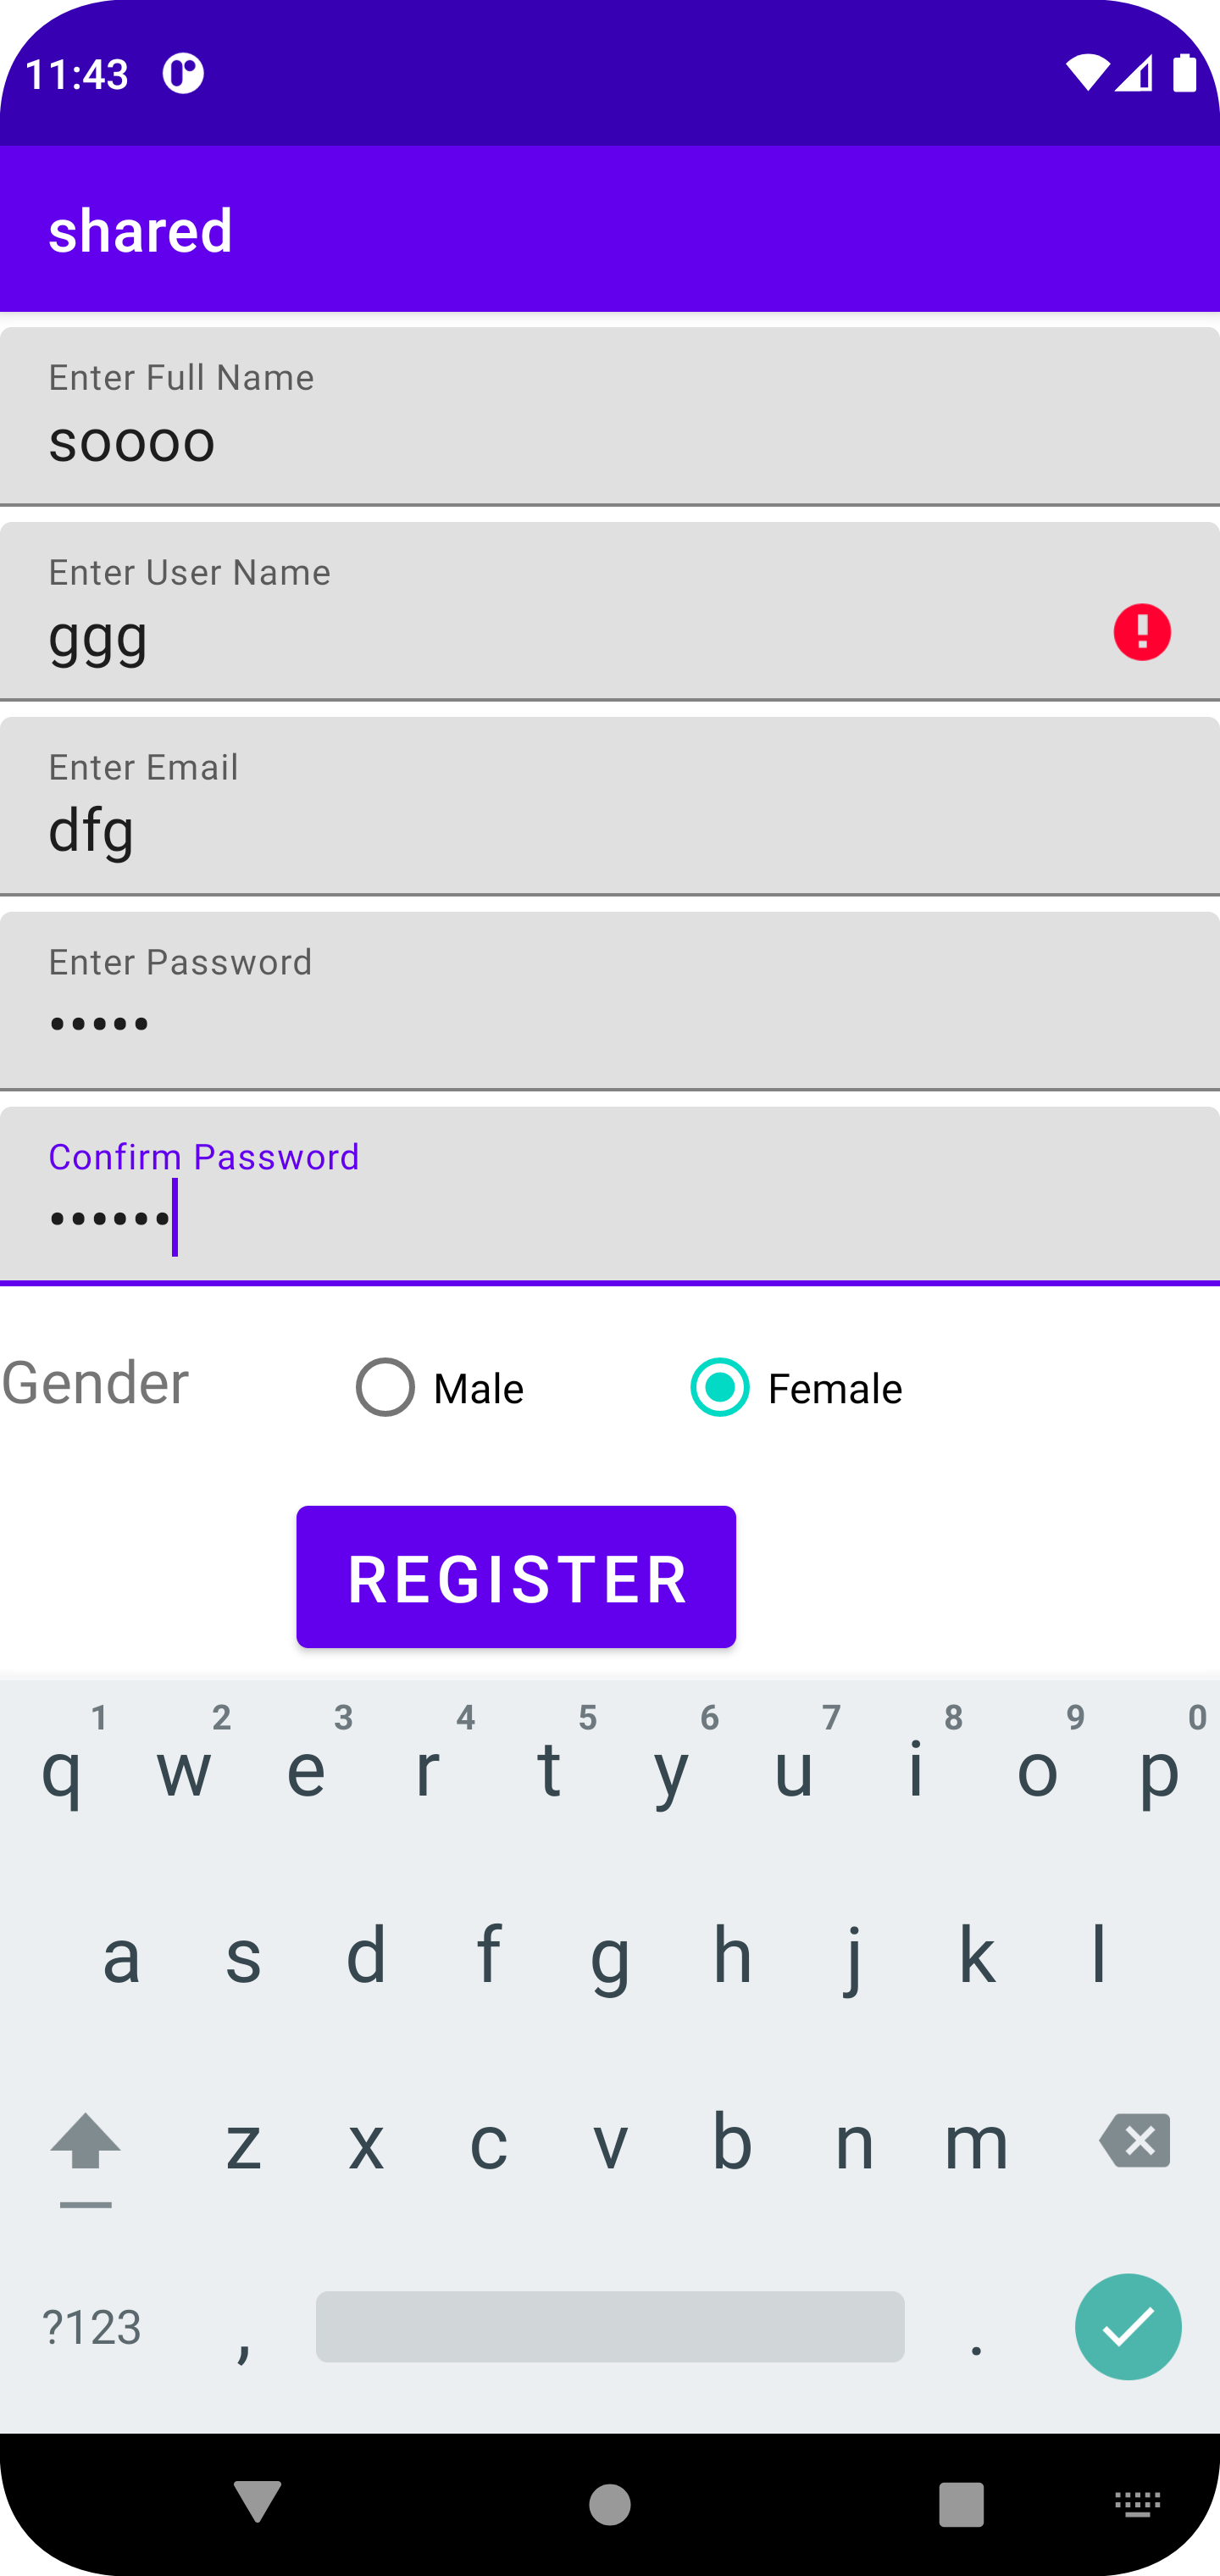 11:43
shared
Enter Full Name
soooo
Enter User Name
ggg
Enter Email
dfg
Enter Password
•••••
Confirm Password
••••••
Gender Male Female
REGISTER
1 2 3 4 5 6 7 8 9 0
q w e r t y u i o p
a s d f g h j k l
z x c v b n m
?123 , .